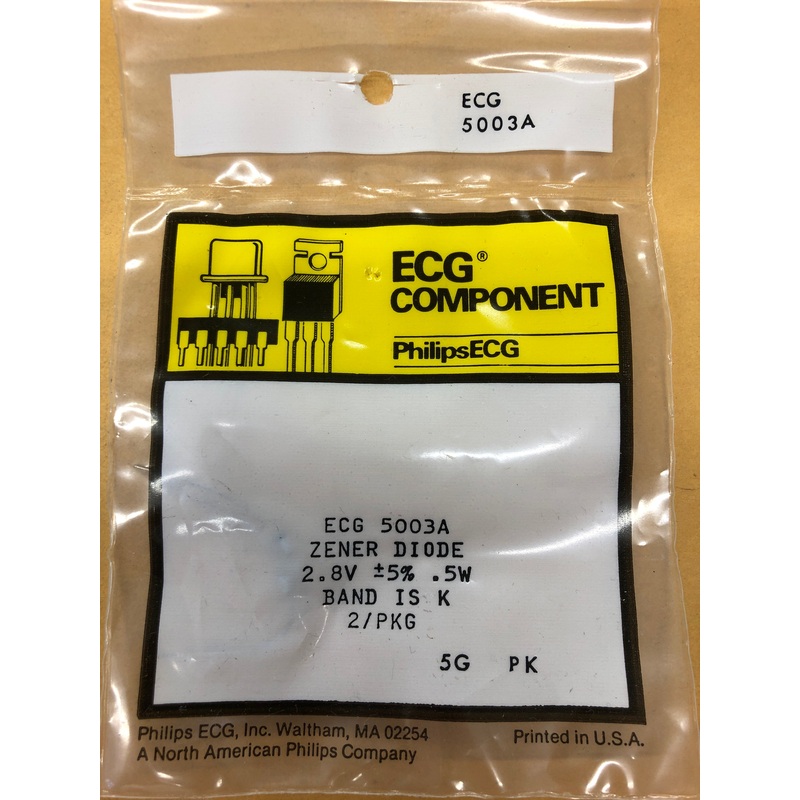 ECG
5003A
ECG®
COMPONENT
PhilipsECG
ECG 5003A
ZENER DIODE
2.8V ±5% .5W
BAND IS K
2/PKG
5G PK
Philips ECG, Inc. Waltham, MA 02254
A North American Philips Company
Printed in U.S.A.